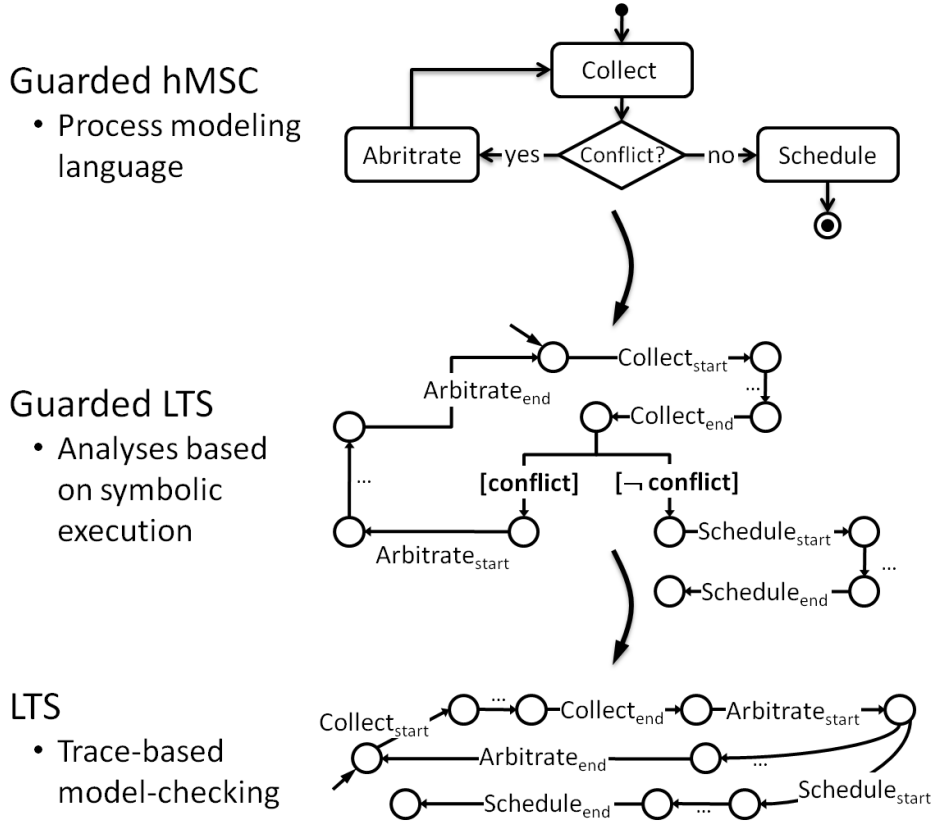 Guarded hMSC
• Process modeling
language
Collect
Abritrate
yes
Conflict?
no
Schedule
Guarded LTS
• Analyses based
on symbolic
execution
Collectstart
...
Arbitrateend
Collectend
...
[conflict]
[¬ conflict]
Arbitratestart
Schedulestart
...
Scheduleend
LTS
• Trace-based
model-checking
Collectstart
...
Collectend
Arbitratestart
Arbitrateend
...
Scheduleend
...
Schedulestart